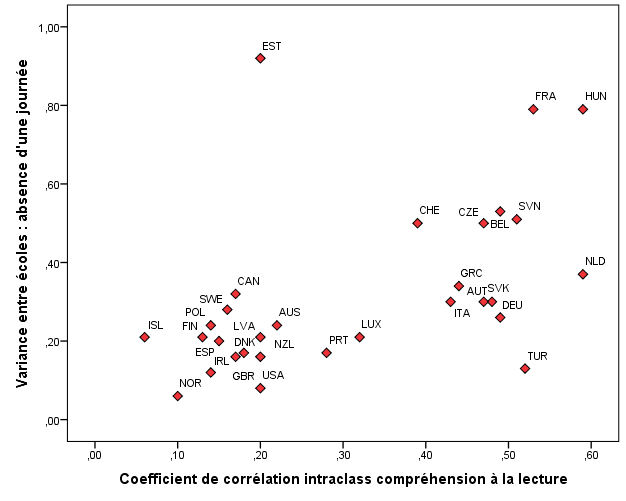 Variance entre écoles : absence d'une journée
1,00
,80
,60
,40
,20
,00
EST
FRA
HUN
CHE
CZE
SVN
BEL
NLD
GRC
CAN
AUT
SVK
SWE
ITA
DEU
POL
AUS
ISL
FIN
LVA
LUX
DNK
NZL
PRT
ESP
IRL
TUR
NOR
GBR
USA
,00
,10
,20
,30
,40
,50
,60
Coefficient de corrélation intraclass compréhension à la lecture